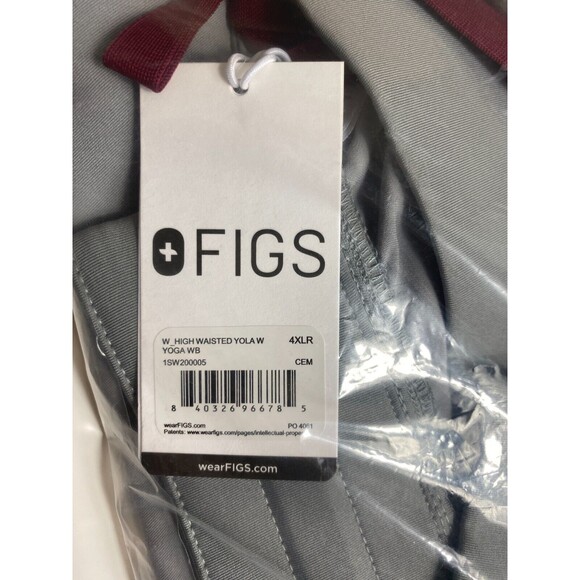 FIGS
W_HIGH WAISTED YOLA W 4XLR
YOGA WB
1SW200005 CEM
8 40326 96678 5
wearFIGS.com PO 4061
Patents: www.wearfigs.com/pages/intellectual-proper
wearFIGS.com